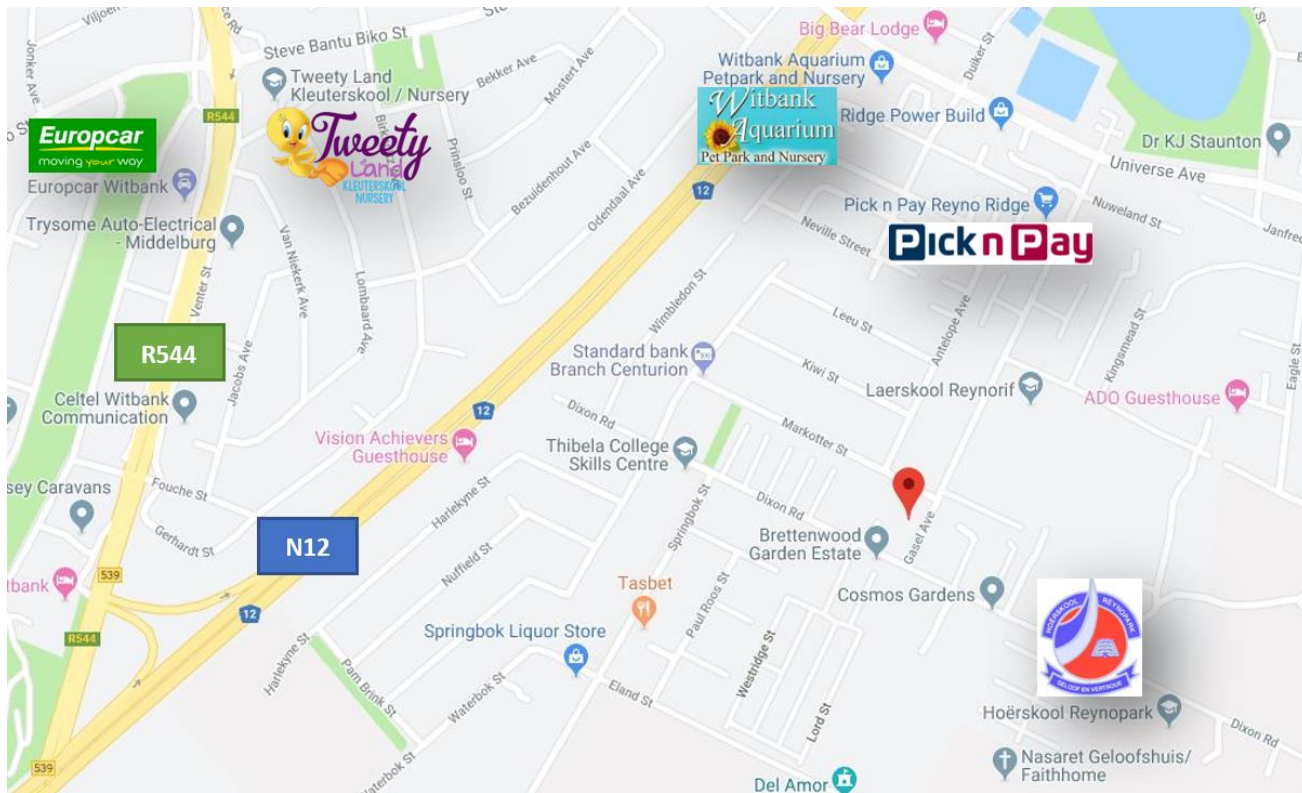 Viljoen
Steve Bantu Biko St
Jonker Ave
Tweety Land
Kleuterskool / Nursery
Bekker Ave
Mostert Ave
Big Bear Lodge
Duiker St
Witbank Aquarium
Petpark and Nursery
Witbank
Aquarium
Pet Park and Nursery
Ridge Power Build
Dr KJ Staunton
Universe Ave
R544
Europcar
moving your way
Europcar Witbank
Tweety
Land
KLEUTERSKOOL
NURSERY
Prinsloo St
Bezuidenhout Ave
Odendaal Ave
12
Pick n Pay Reyno Ridge
Pick n Pay
Nuweland St
Neville Street
Trysome Auto-Electrical
- Middelburg
Venter St
Van Niekerk Ave
Lombaard Ave
Wimbledon St
Leeu St
Antelope Ave
Kingsmead St
Eagle St
R544
Jacobs Ave
Standard bank
Branch Centurion
Kiwi St
Laerskool Reynorif
ADO Guesthouse
Celtel Witbank
Communication
12
Dixon Rd
Markotter St
Vision Achievers
Guesthouse
Thibela College
Skills Centre
sey Caravans
Fouche St
Harlekyne St
Springbok St
Dixon Rd
Gerhardt St
N12
Nuffield St
Brettenwood
Garden Estate
Gasel Ave
539
tbank
12
Tasbet
Paul Roos St
Cosmos Gardens
R544
Springbok Liquor Store
Harlekyne St
Pam Brink St
Waterbok St
Eland St
Westridge St
Lord St
HOËRSKOOL REYNOPARK
GELOOF EN VERTROUE
Hoërskool Reynopark
Dixon Rd
Nasaret Geloofshuis/
Faithhome
539
Waterbok St
Del Amor